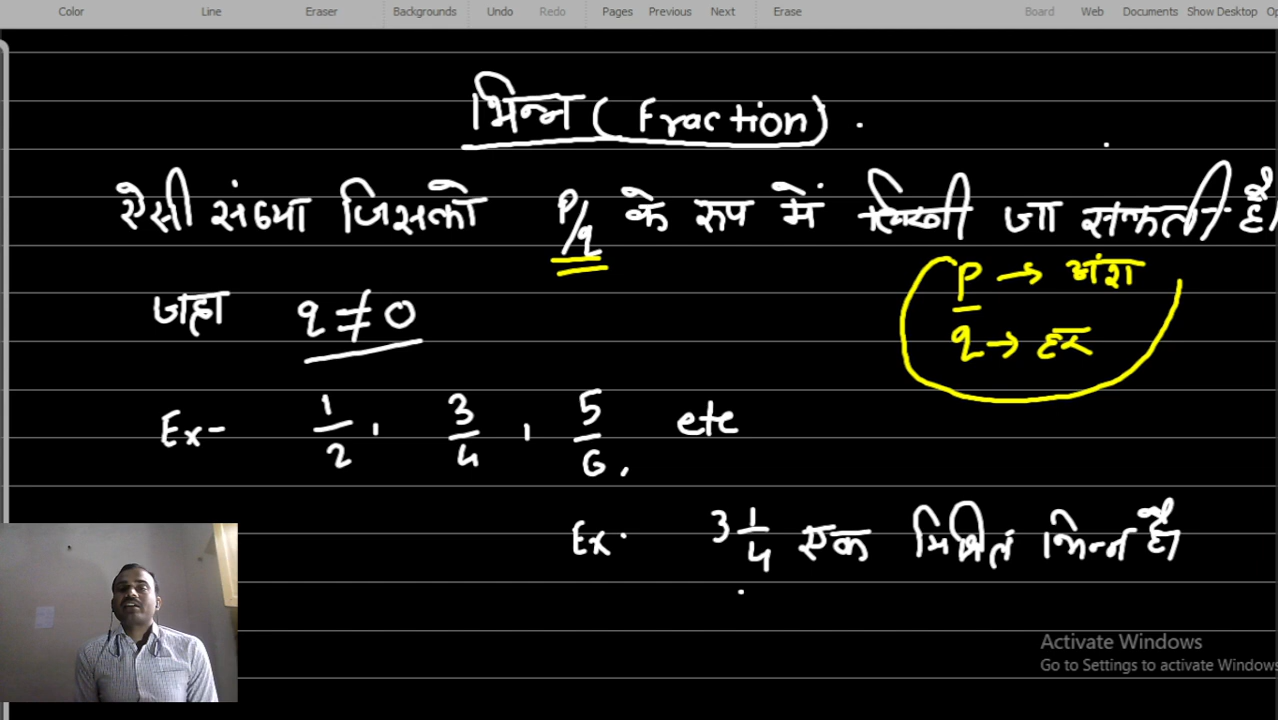 Color Line Eraser Backgrounds Undo Redo Pages Previous Next Erase Board Web Documents Show Desktop Op
भिन्न ( Fraction ) .
ऐसी संख्या जिसको P/q के रुप में लिखी जा सकती है
P → अंश
जहा q ≠ 0
q → हर
Ex- 1/2 , 3/4 , 5/6 , etc
Ex. 3 1/4 एक मिश्रित भिन्न है।
Activate Windows
Go to Settings to activate Windows